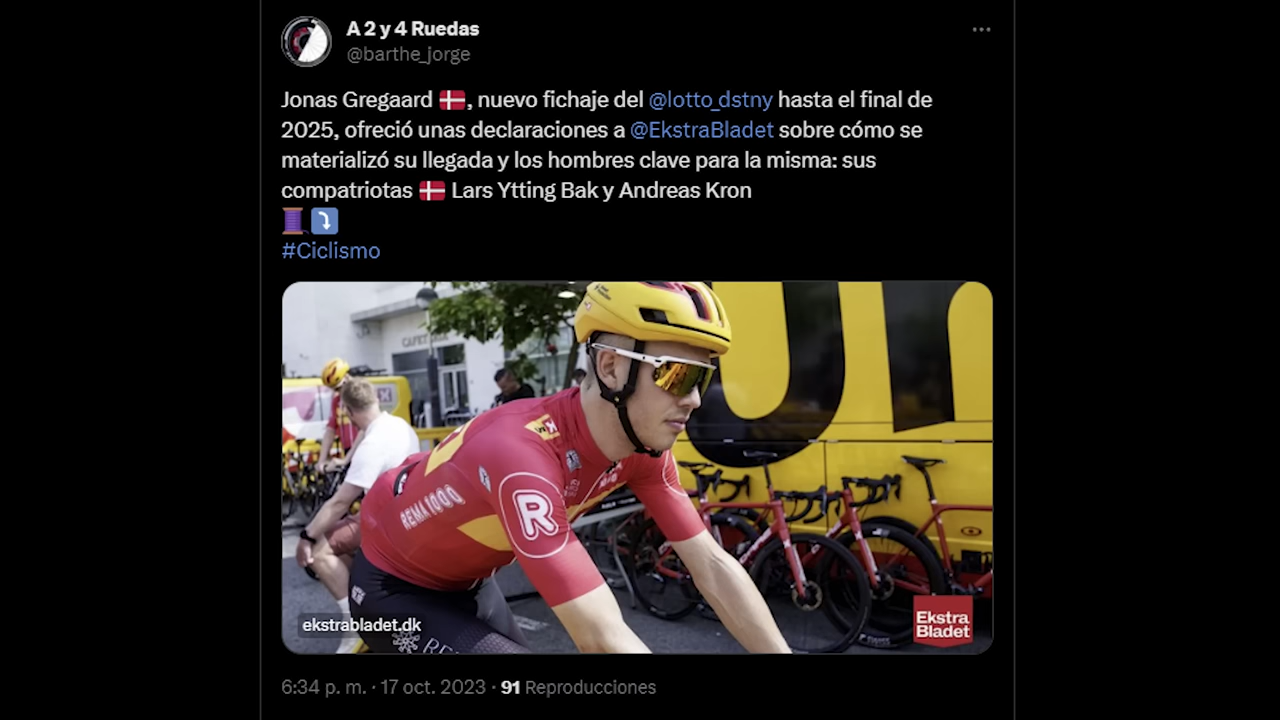 A 2 y 4 Ruedas
@barthe_jorge
Jonas Gregaard 🇩🇰, nuevo fichaje del @lotto_dstny hasta el final de
2025, ofreció unas declaraciones a @EkstraBladet sobre cómo se
materializó su llegada y los hombres clave para la misma: sus
compatriotas 🇩🇰 Lars Ytting Bak y Andreas Kron
🧵⤵️
#Ciclismo
REMA 1000
R
ekstrabladet.dk
Ekstra
Bladet
6:34 p. m. · 17 oct. 2023 · 91 Reproducciones